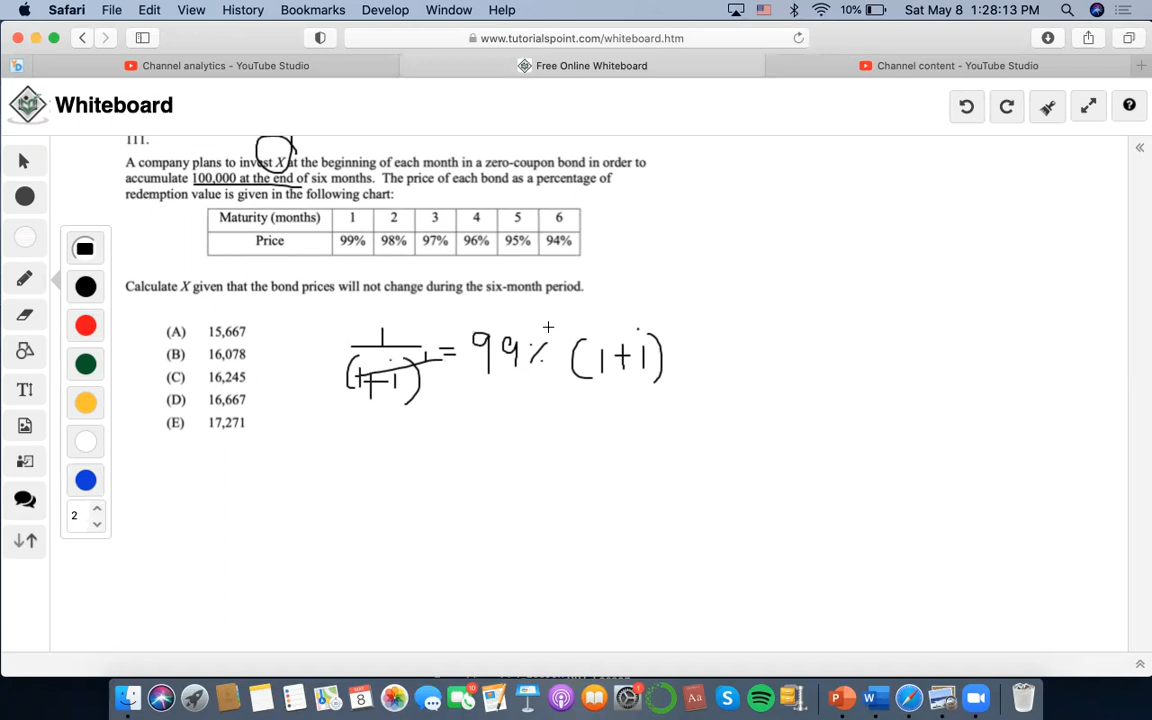 Safari File Edit View History Bookmarks Develop Window Help 10% Sat May 8 1:28:13 PM
www.tutorialspoint.com/whiteboard.htm
Channel analytics - YouTube Studio Free Online Whiteboard Channel content - YouTube Studio
Whiteboard
111.
A company plans to invest X at the beginning of each month in a zero-coupon bond in order to
accumulate 100,000 at the end of six months. The price of each bond as a percentage of
redemption value is given in the following chart:
Maturity (months) 1 2 3 4 5 6
Price 99% 98% 97% 96% 95% 94%
Calculate X given that the bond prices will not change during the six-month period.
(A) 15,667
(B) 16,078
(C) 16,245
(D) 16,667
(E) 17,271
1
(1+i) 1 = 99% (1+i)
2
10
1